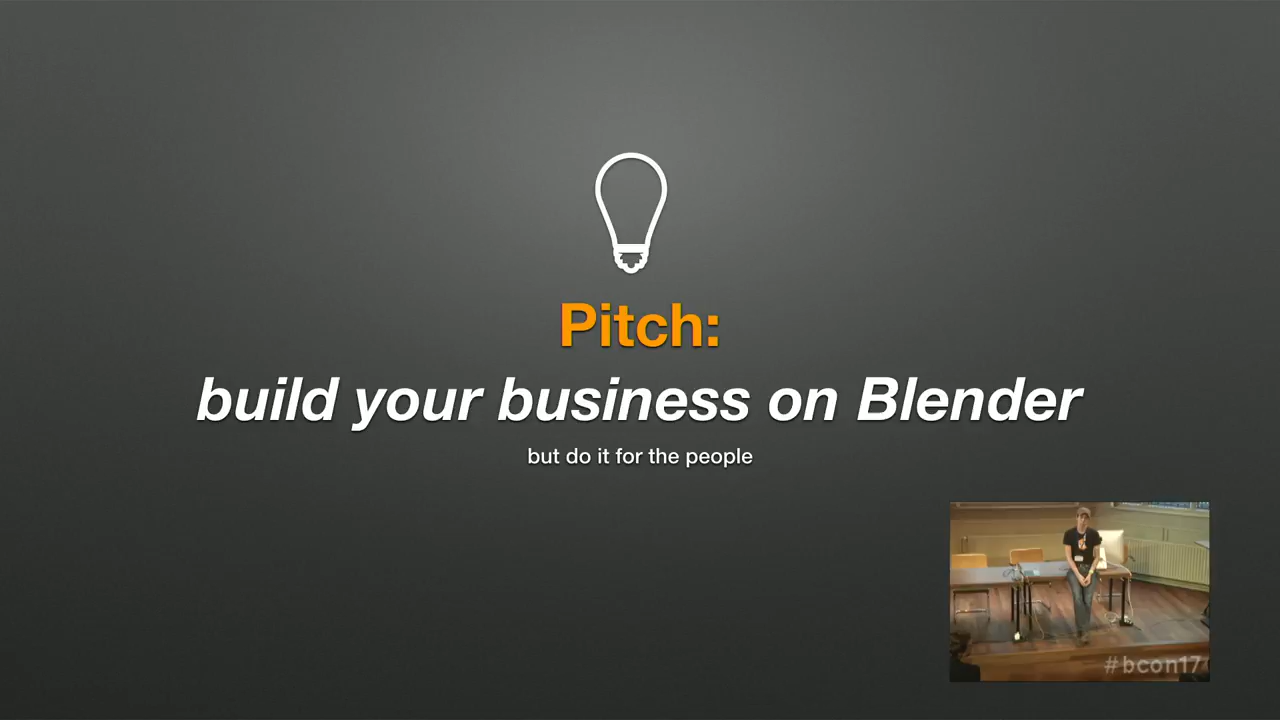 Pitch:
build your business on Blender
but do it for the people
#bcon17